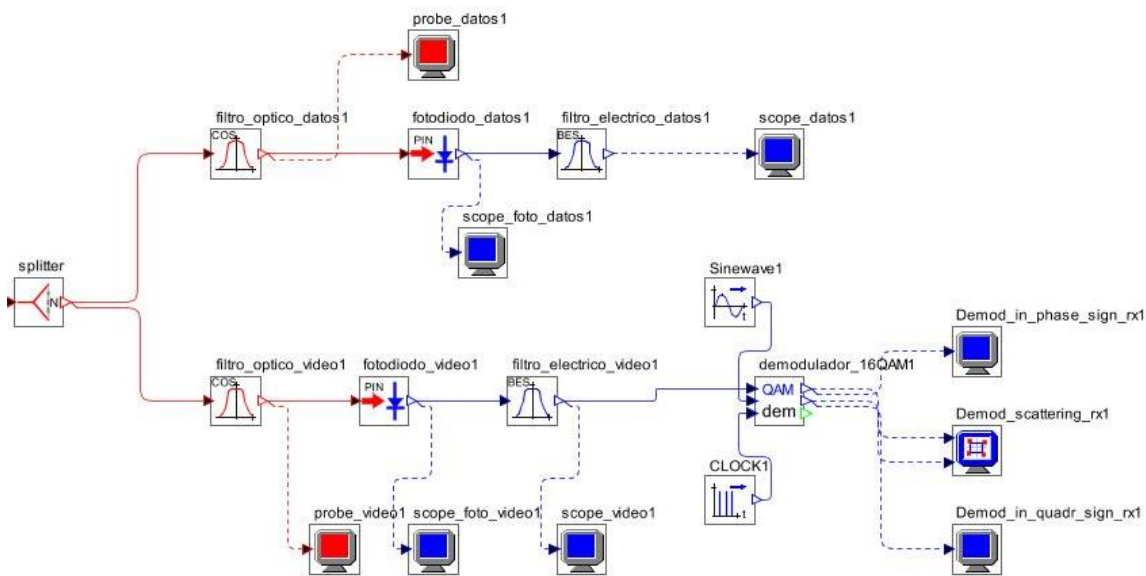 probe_datos1
filtro_optico_datos1
fotodiodo_datos1
filtro_electrico_datos1
scope_datos1
COS
PIN
BES
scope_foto_datos1
splitter
N
Sinewave1
t
Demod_in_phase_sign_rx1
filtro_optico_video1
fotodiodo_video1
filtro_electrico_video1
demodulador_16QAM1
COS
PIN
BES
QAM
dem
Demod_scattering_rx1
CLOCK1
t
probe_video1
scope_foto_video1
scope_video1
Demod_in_quadr_sign_rx1